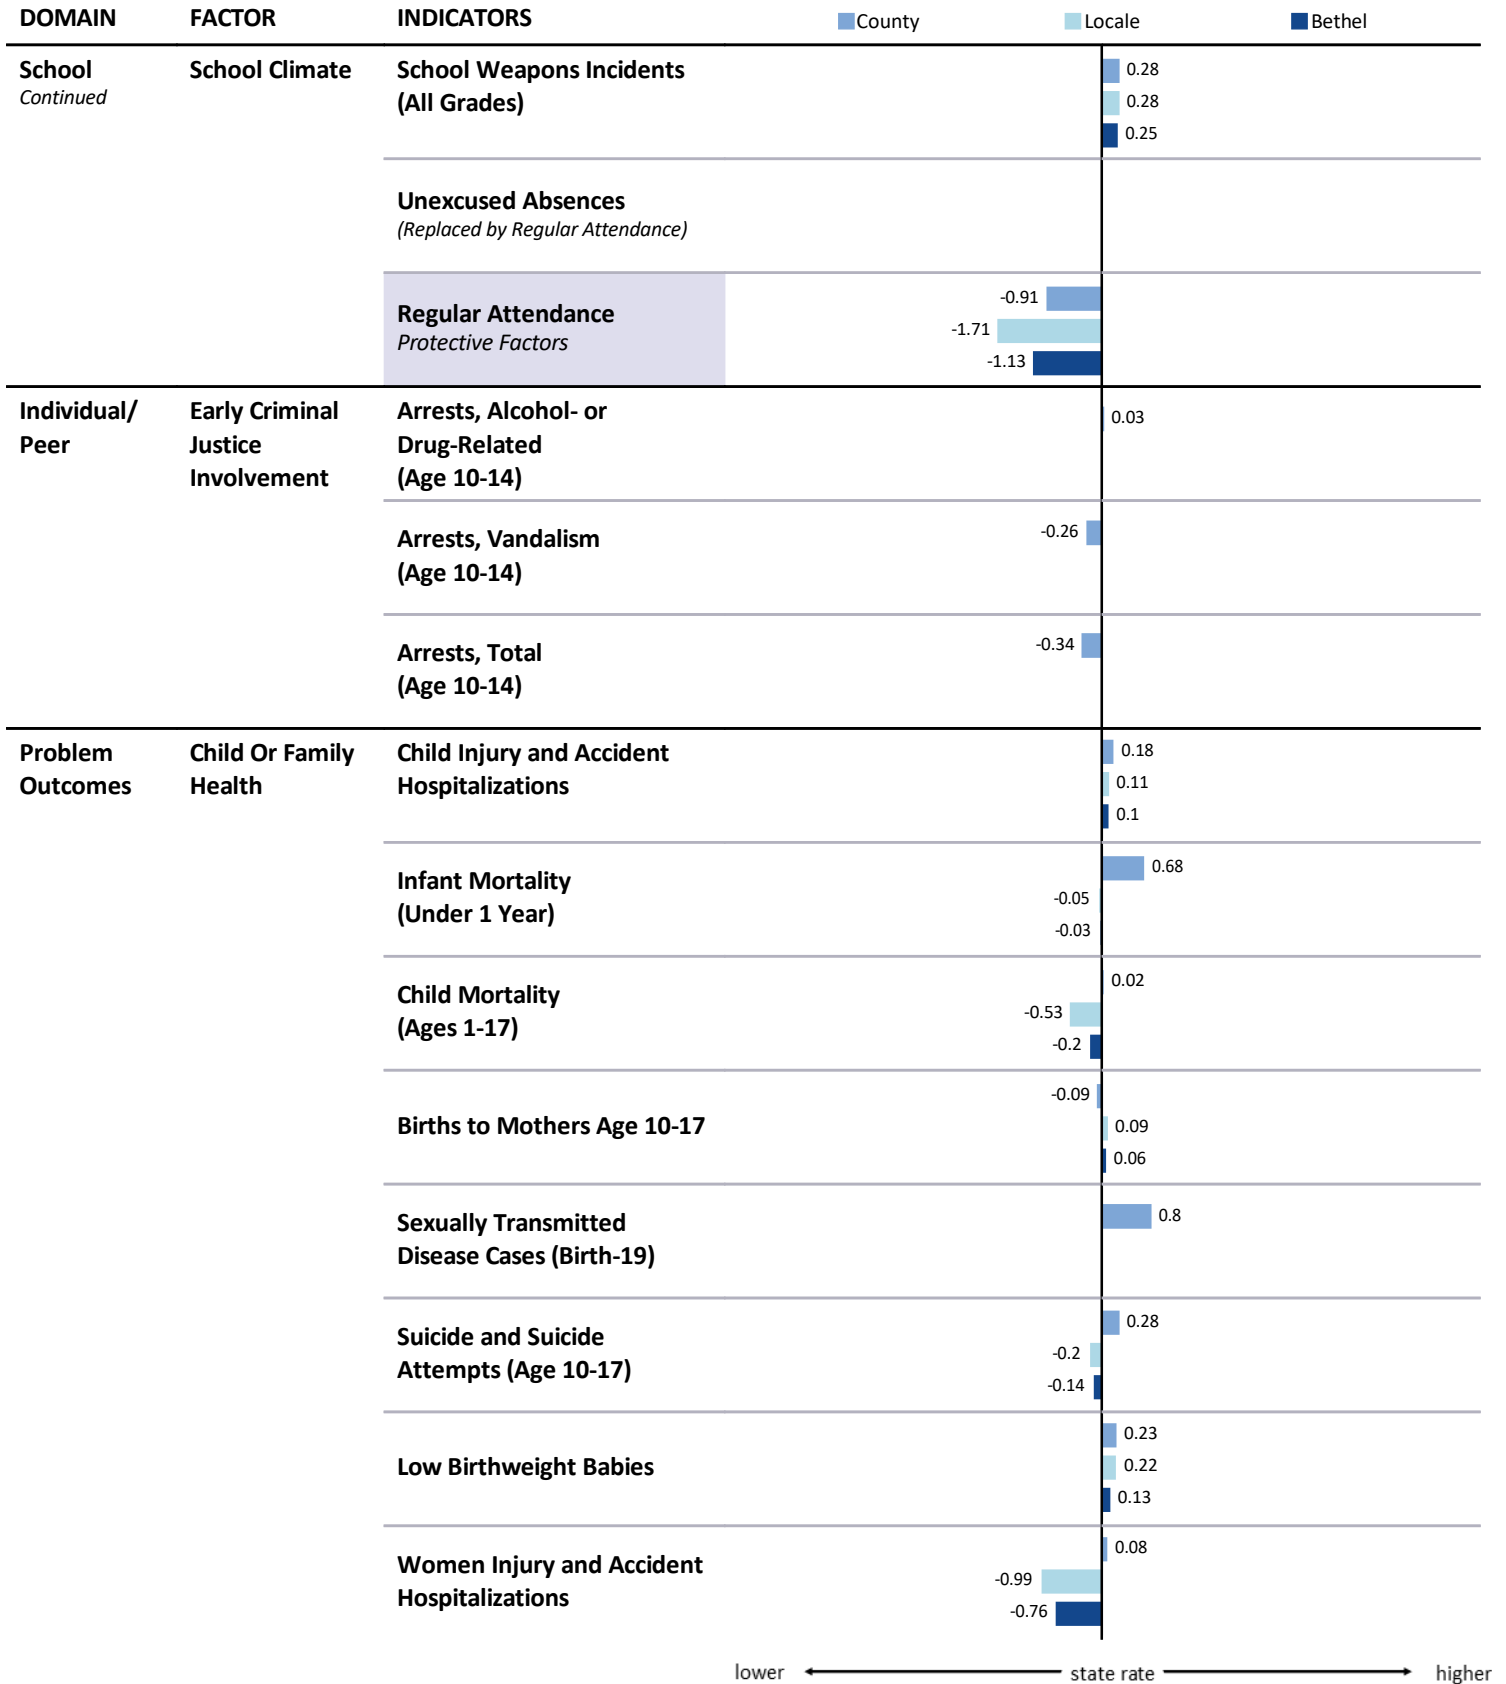 DOMAIN FACTOR INDICATORS County Locale Bethel
School School Climate School Weapons Incidents
Continued (All Grades)
0.28
0.28
0.25
Unexcused Absences
(Replaced by Regular Attendance)
Regular Attendance
Protective Factors
-0.91
-1.71
-1.13
Individual/ Early Criminal Arrests, Alcohol- or
Peer Justice Drug-Related
Involvement (Age 10-14)
0.03
Arrests, Vandalism
(Age 10-14)
-0.26
Arrests, Total
(Age 10-14)
-0.34
Problem Child Or Family Child Injury and Accident
Outcomes Health Hospitalizations
0.18
0.11
0.1
Infant Mortality
(Under 1 Year)
0.68
-0.05
-0.03
Child Mortality
(Ages 1-17)
0.02
-0.53
-0.2
Births to Mothers Age 10-17
-0.09
0.09
0.06
Sexually Transmitted
Disease Cases (Birth-19)
0.8
Suicide and Suicide
Attempts (Age 10-17)
0.28
-0.2
-0.14
Low Birthweight Babies
0.23
0.22
0.13
Women Injury and Accident
Hospitalizations
0.08
-0.99
-0.76
lower state rate higher